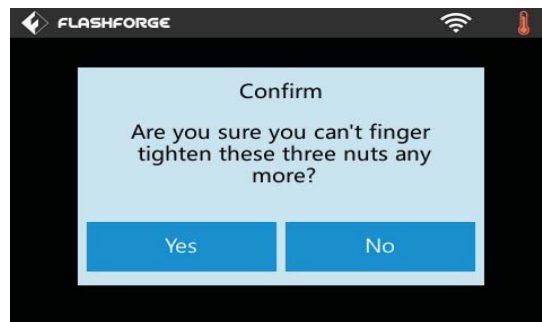 FLASHFORGE
Confirm
Are you sure you can't finger
tighten these three nuts any
more?
Yes No